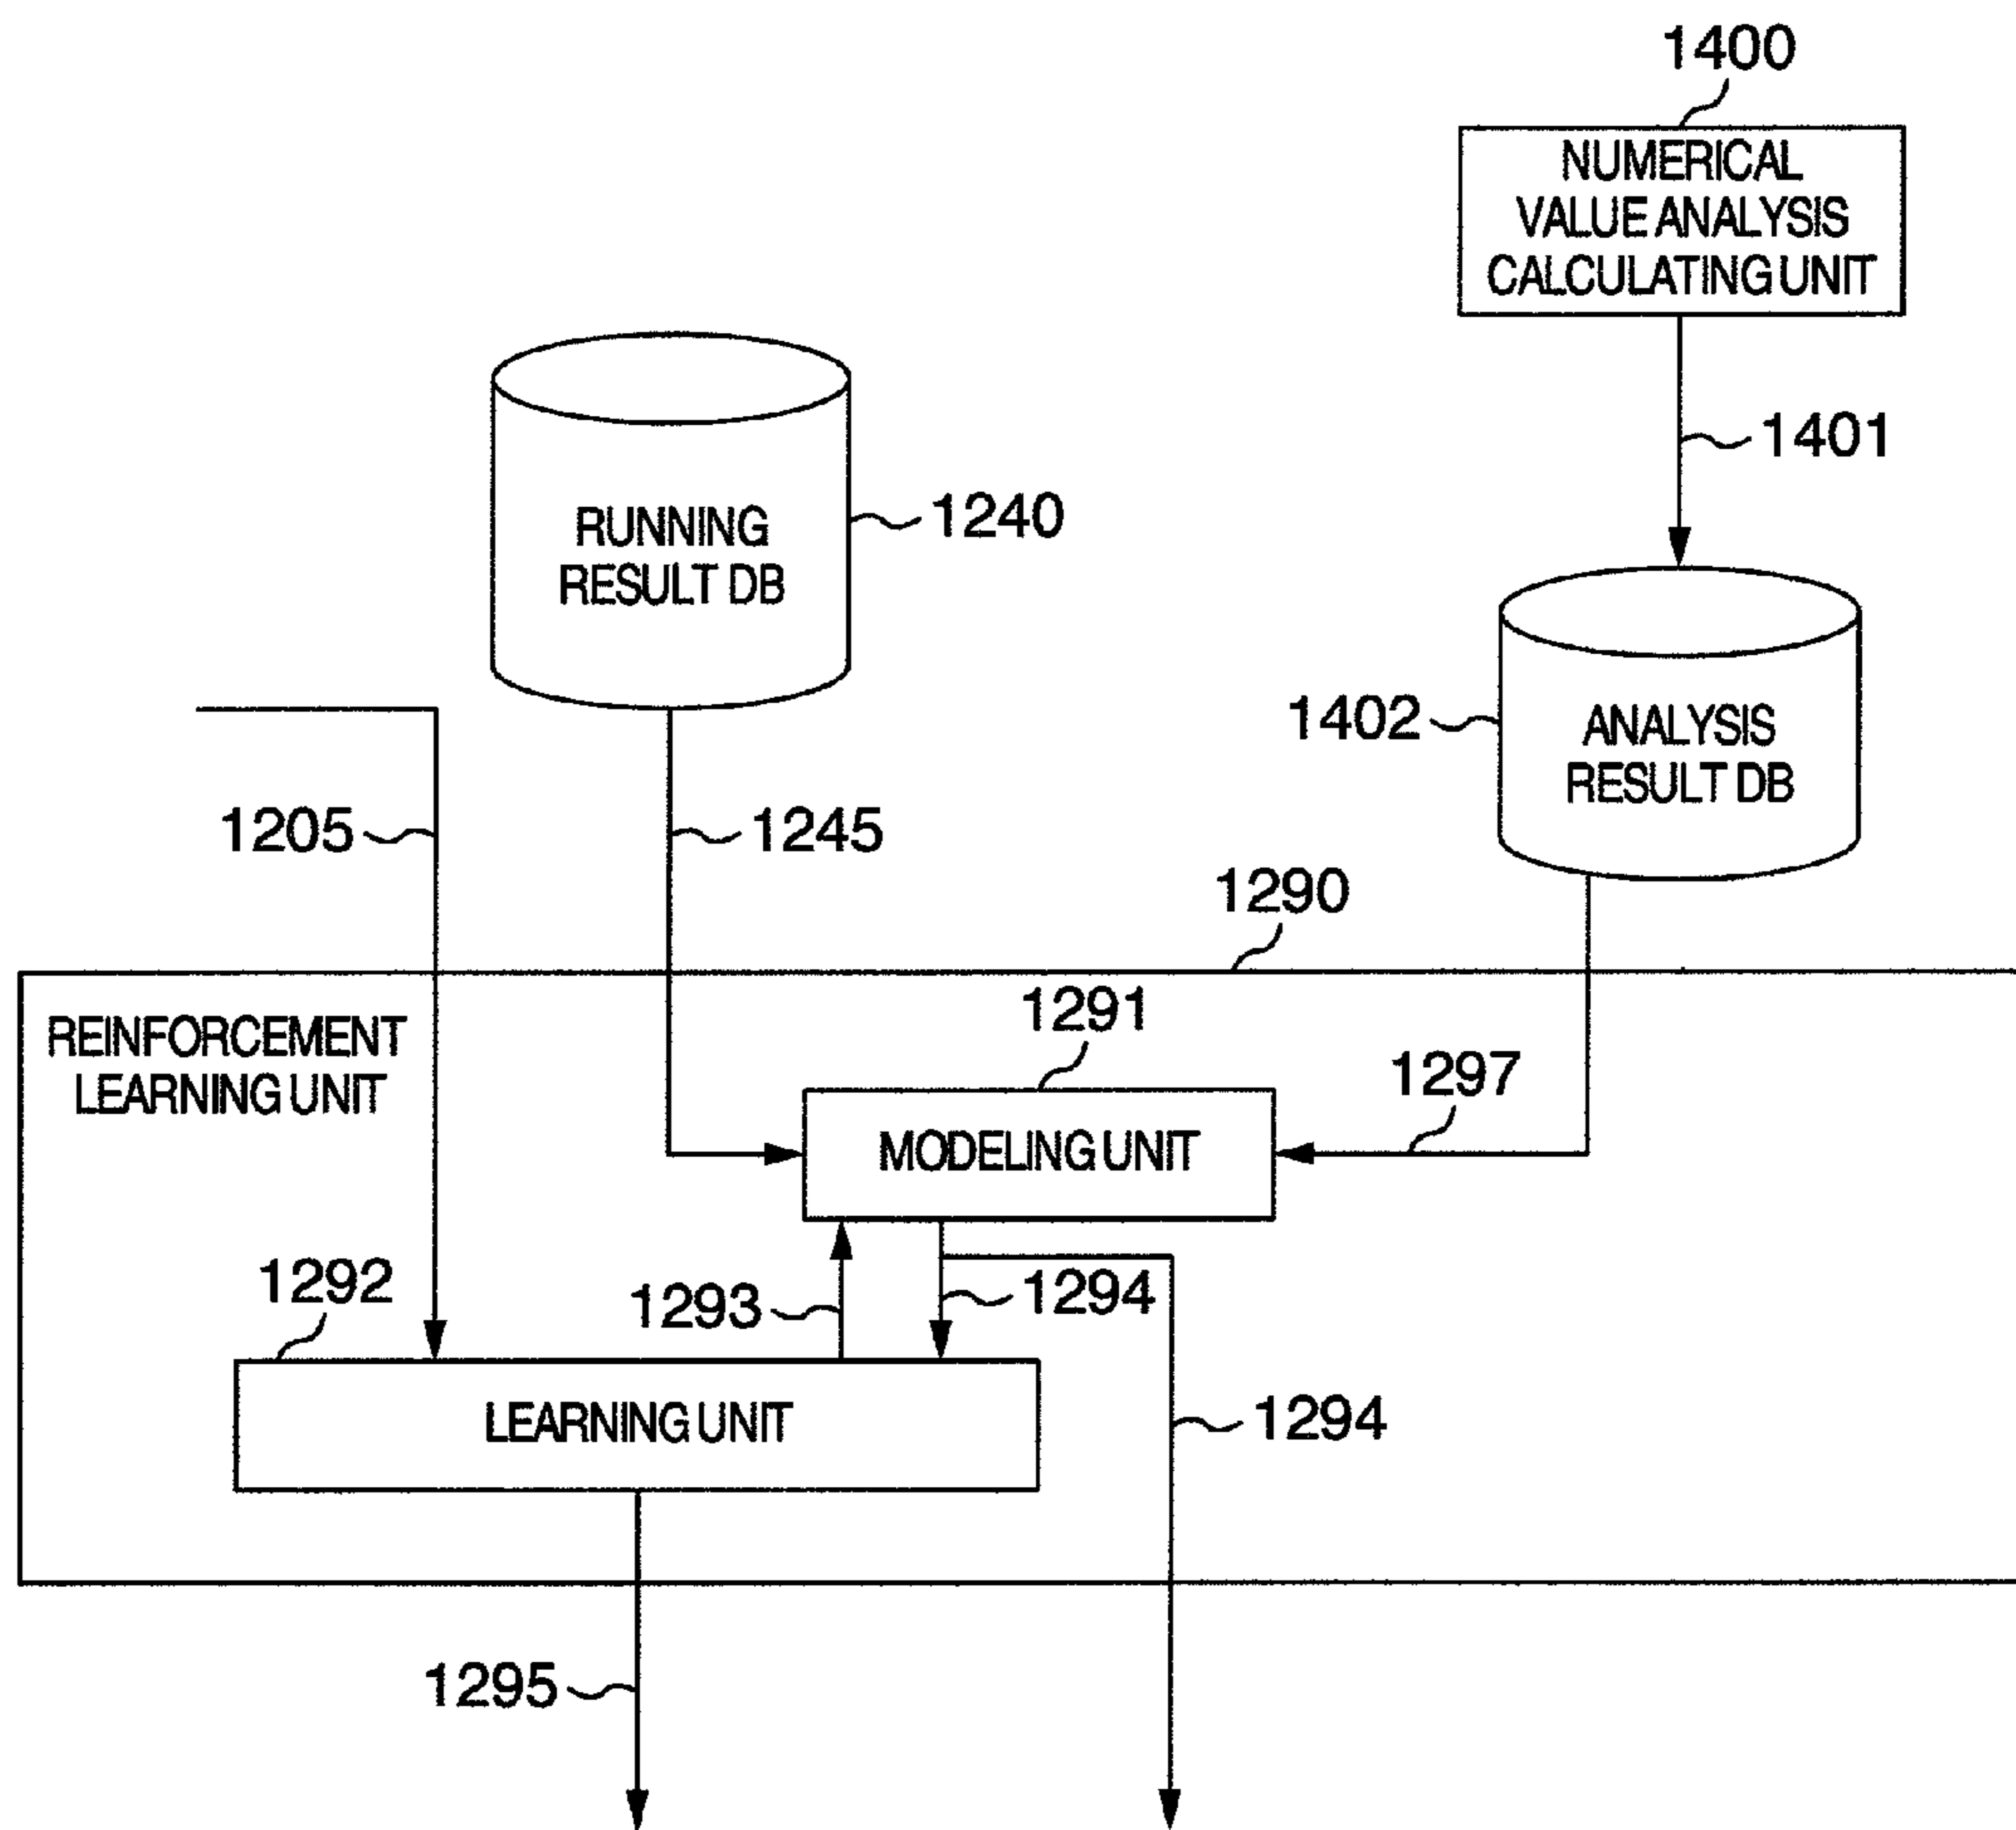 1400
NUMERICAL
VALUE ANALYSIS
CALCULATING UNIT
1401
RUNNING
RESULT DB
1240
1402
ANALYSIS
RESULT DB
1205
1245
1290
REINFORCEMENT
LEARNING UNIT
1291
1297
MODELING UNIT
1292
1293
1294
LEARNING UNIT
1294
1295